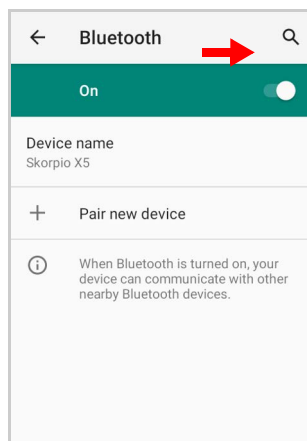 Bluetooth
On
Device name
Skorpio X5
Pair new device
When Bluetooth is turned on, your
device can communicate with other
nearby Bluetooth devices.